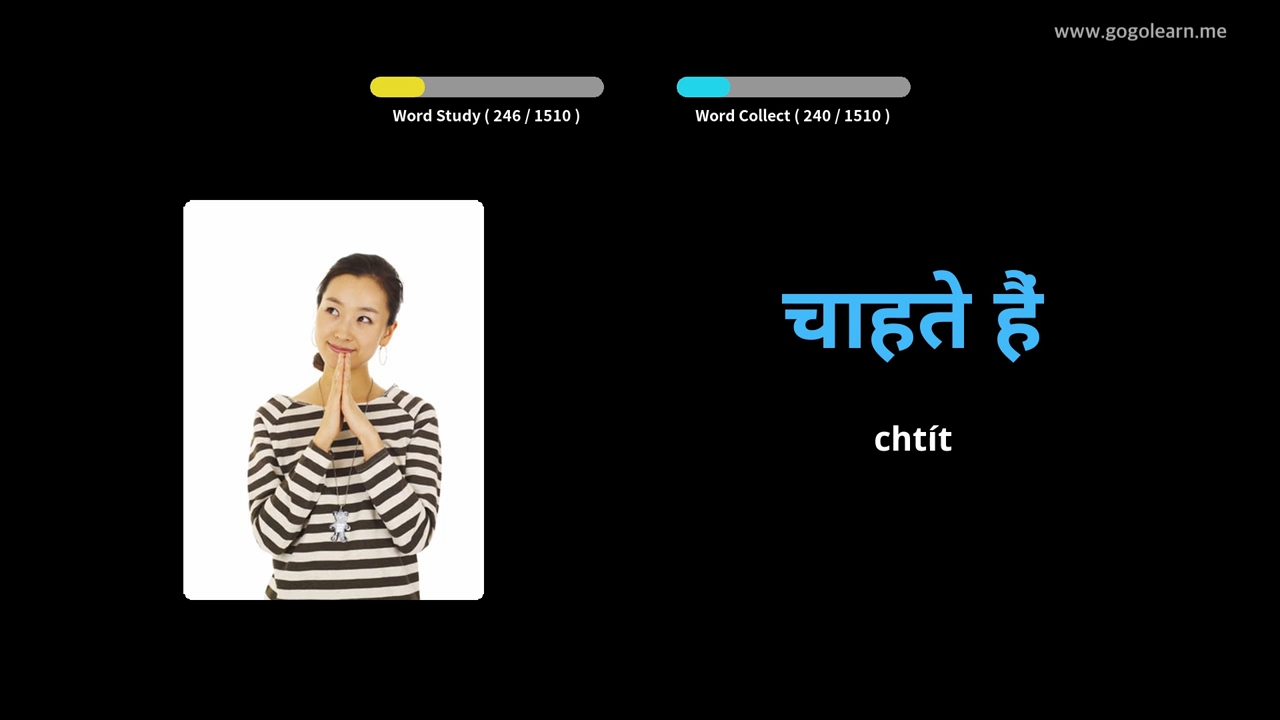 www.gogolearn.me
Word Study ( 246 / 1510 )
Word Collect ( 240 / 1510 )
चाहते हैं
chtít